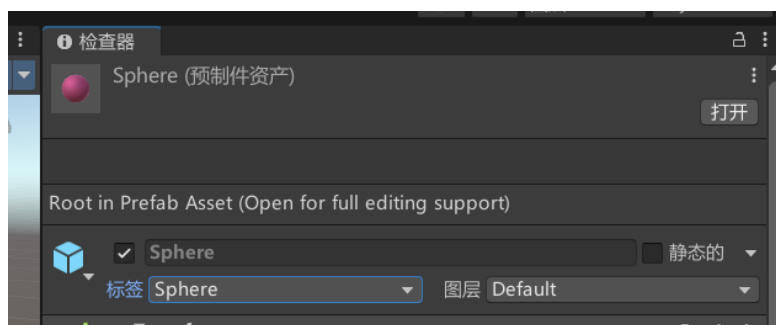 检查器
Sphere (预制件资产)
打开
Root in Prefab Asset (Open for full editing support)
Sphere 静态的
标签 Sphere 图层 Default